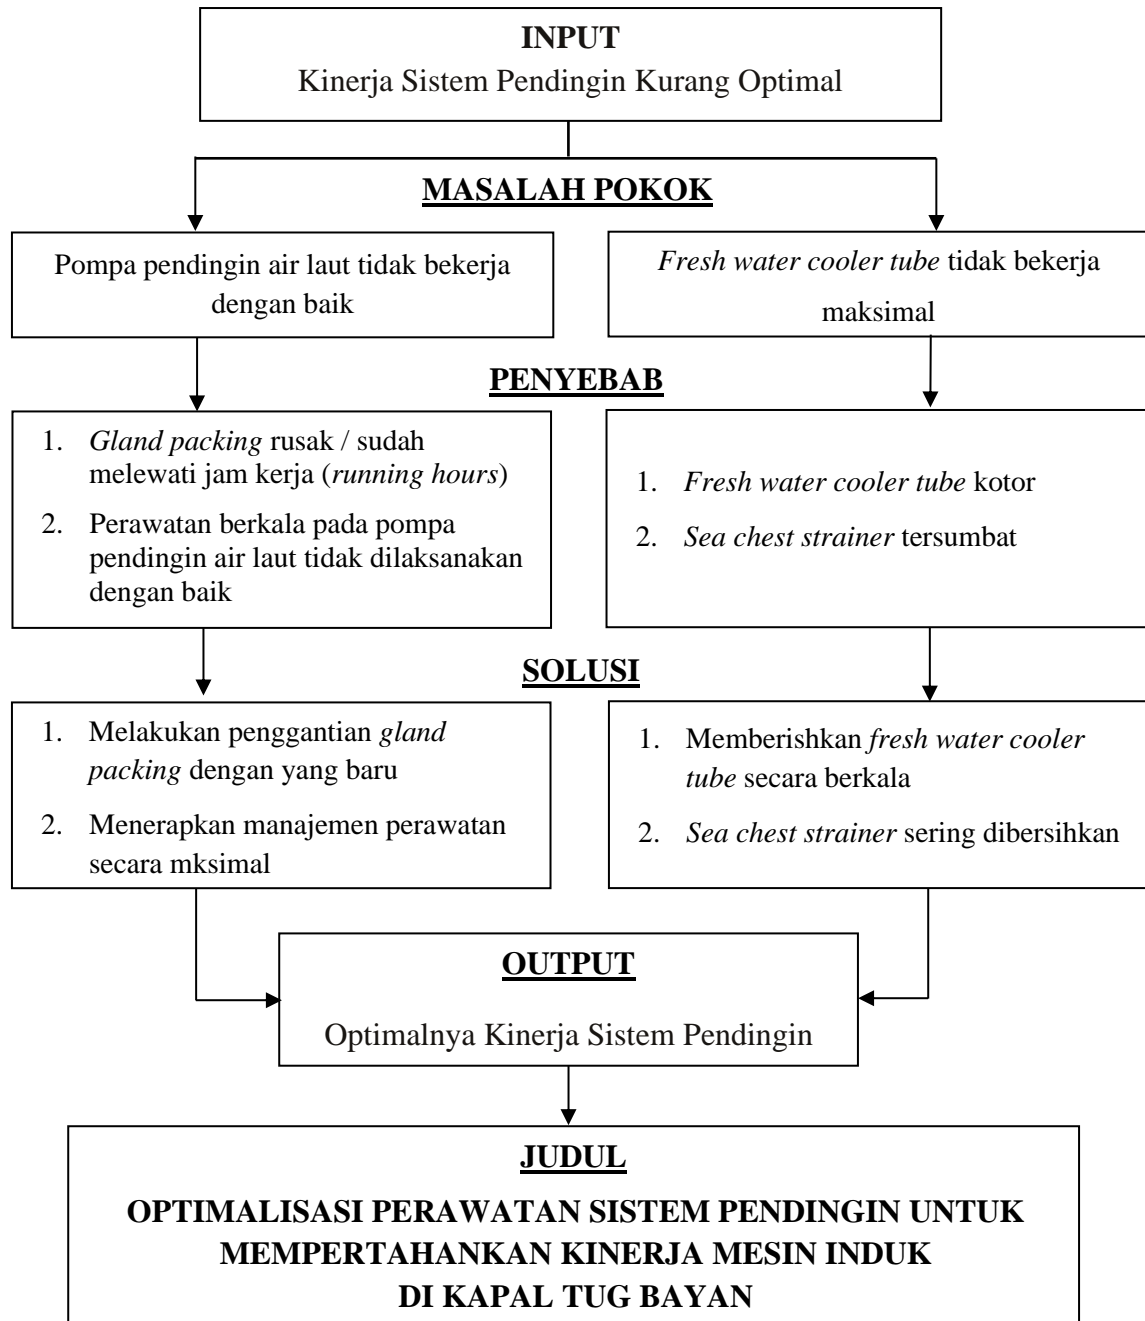 INPUT
Kinerja Sistem Pendingin Kurang Optimal
MASALAH POKOK
Pompa pendingin air laut tidak bekerja
dengan baik
Fresh water cooler tube tidak bekerja
maksimal
PENYEBAB
1. Gland packing rusak / sudah
melewati jam kerja (running hours)
2. Perawatan berkala pada pompa
pendingin air laut tidak dilaksanakan
dengan baik
1. Fresh water cooler tube kotor
2. Sea chest strainer tersumbat
SOLUSI
1. Melakukan penggantian gland
packing dengan yang baru
2. Menerapkan manajemen perawatan
secara mksimal
1. Memberishkan fresh water cooler
tube secara berkala
2. Sea chest strainer sering dibersihkan
OUTPUT
Optimalnya Kinerja Sistem Pendingin
JUDUL
OPTIMALISASI PERAWATAN SISTEM PENDINGIN UNTUK
MEMPERTAHANKAN KINERJA MESIN INDUK
DI KAPAL TUG BAYAN